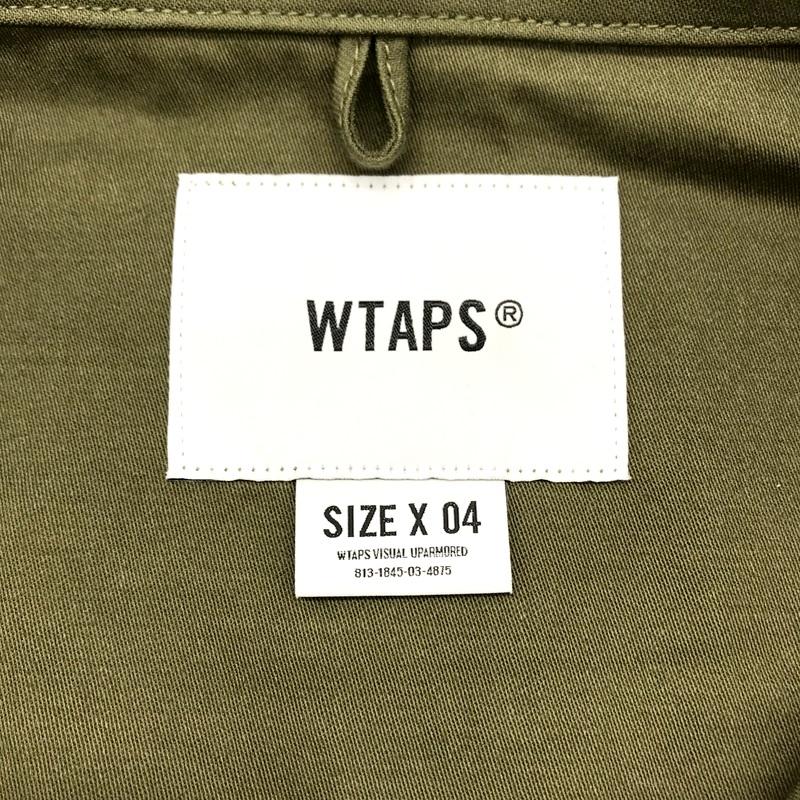 WTAPS®
SIZE X 04
WTAPS VISUAL UPARMORED
813-1845-03-4875